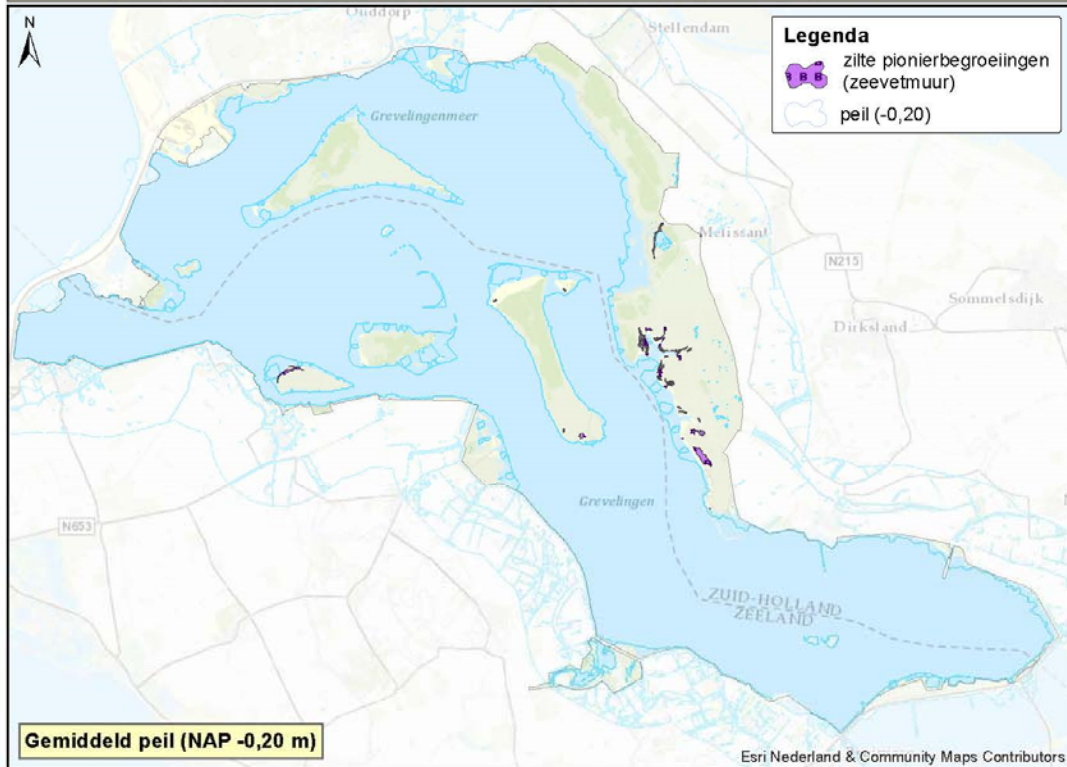 N
Ouddorp
Stellendam
Legenda
zilte pionierbegroeiingen
(zeevetmuur)
B B B
peil (-0,20)
Grevelingenmeer
Melissant
N215
Sommelsdijk
Dirksland
Grevelingen
N653
ZUID-HOLLAND
ZEELAND
Gemiddeld peil (NAP -0,20 m)
Esri Nederland & Community Maps Contributors